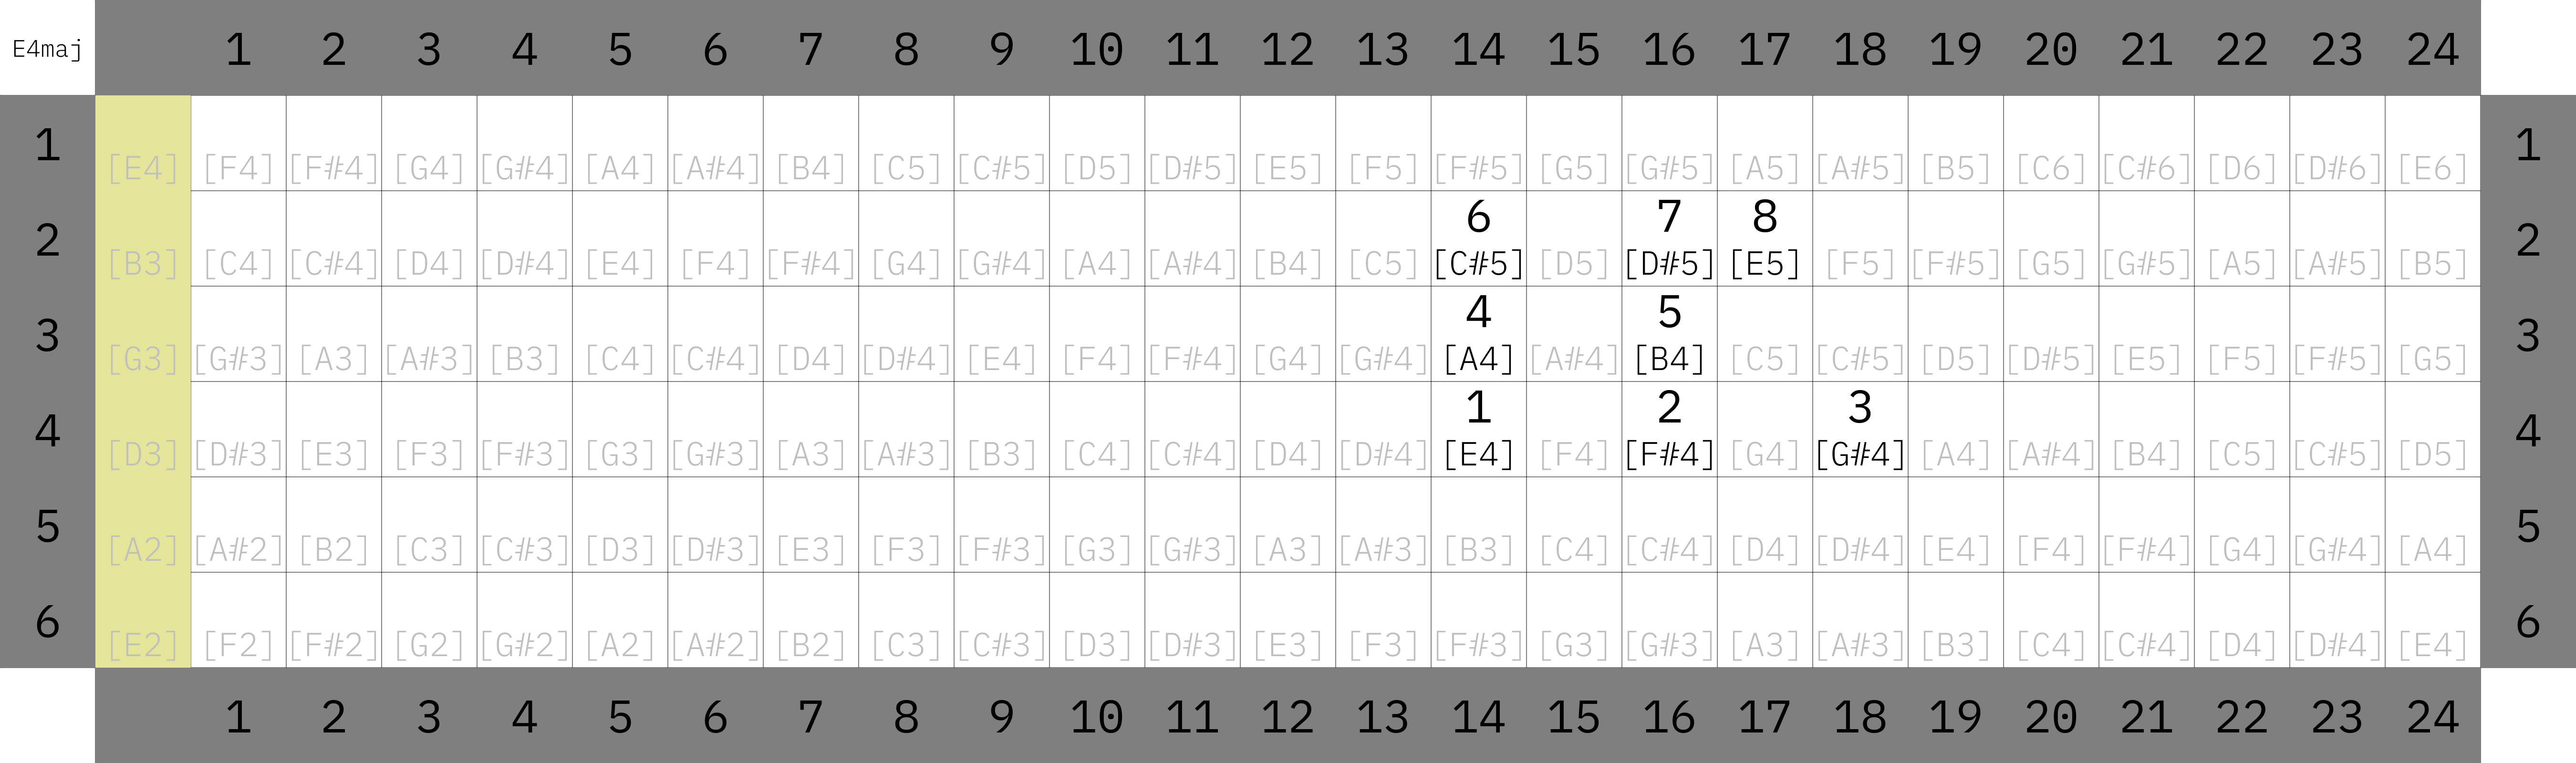 E4maj 1 2 3 4 5 6 7 8 9 10 11 12 13 14 15 16 17 18 19 20 21 22 23 24
1 [E4] [F4] [F#4] [G4] [G#4] [A4] [A#4] [B4] [C5] [C#5] [D5] [D#5] [E5] [F5] [F#5] [G5] [G#5] [A5] [A#5] [B5] [C6] [C#6] [D6] [D#6] [E6] 1
6 7 8
2 [B3] [C4] [C#4] [D4] [D#4] [E4] [F4] [F#4] [G4] [G#4] [A4] [A#4] [B4] [C5] [C#5] [D5] [D#5] [E5] [F5] [F#5] [G5] [G#5] [A5] [A#5] [B5] 2
4 5
3 [G3] [G#3] [A3] [A#3] [B3] [C4] [C#4] [D4] [D#4] [E4] [F4] [F#4] [G4] [G#4] [A4] [A#4] [B4] [C5] [C#5] [D5] [D#5] [E5] [F5] [F#5] [G5] 3
1 2 3
4 [D3] [D#3] [E3] [F3] [F#3] [G3] [G#3] [A3] [A#3] [B3] [C4] [C#4] [D4] [D#4] [E4] [F4] [F#4] [G4] [G#4] [A4] [A#4] [B4] [C5] [C#5] [D5] 4
5 [A2] [A#2] [B2] [C3] [C#3] [D3] [D#3] [E3] [F3] [F#3] [G3] [G#3] [A3] [A#3] [B3] [C4] [C#4] [D4] [D#4] [E4] [F4] [F#4] [G4] [G#4] [A4] 5
6 [E2] [F2] [F#2] [G2] [G#2] [A2] [A#2] [B2] [C3] [C#3] [D3] [D#3] [E3] [F3] [F#3] [G3] [G#3] [A3] [A#3] [B3] [C4] [C#4] [D4] [D#4] [E4] 6
1 2 3 4 5 6 7 8 9 10 11 12 13 14 15 16 17 18 19 20 21 22 23 24